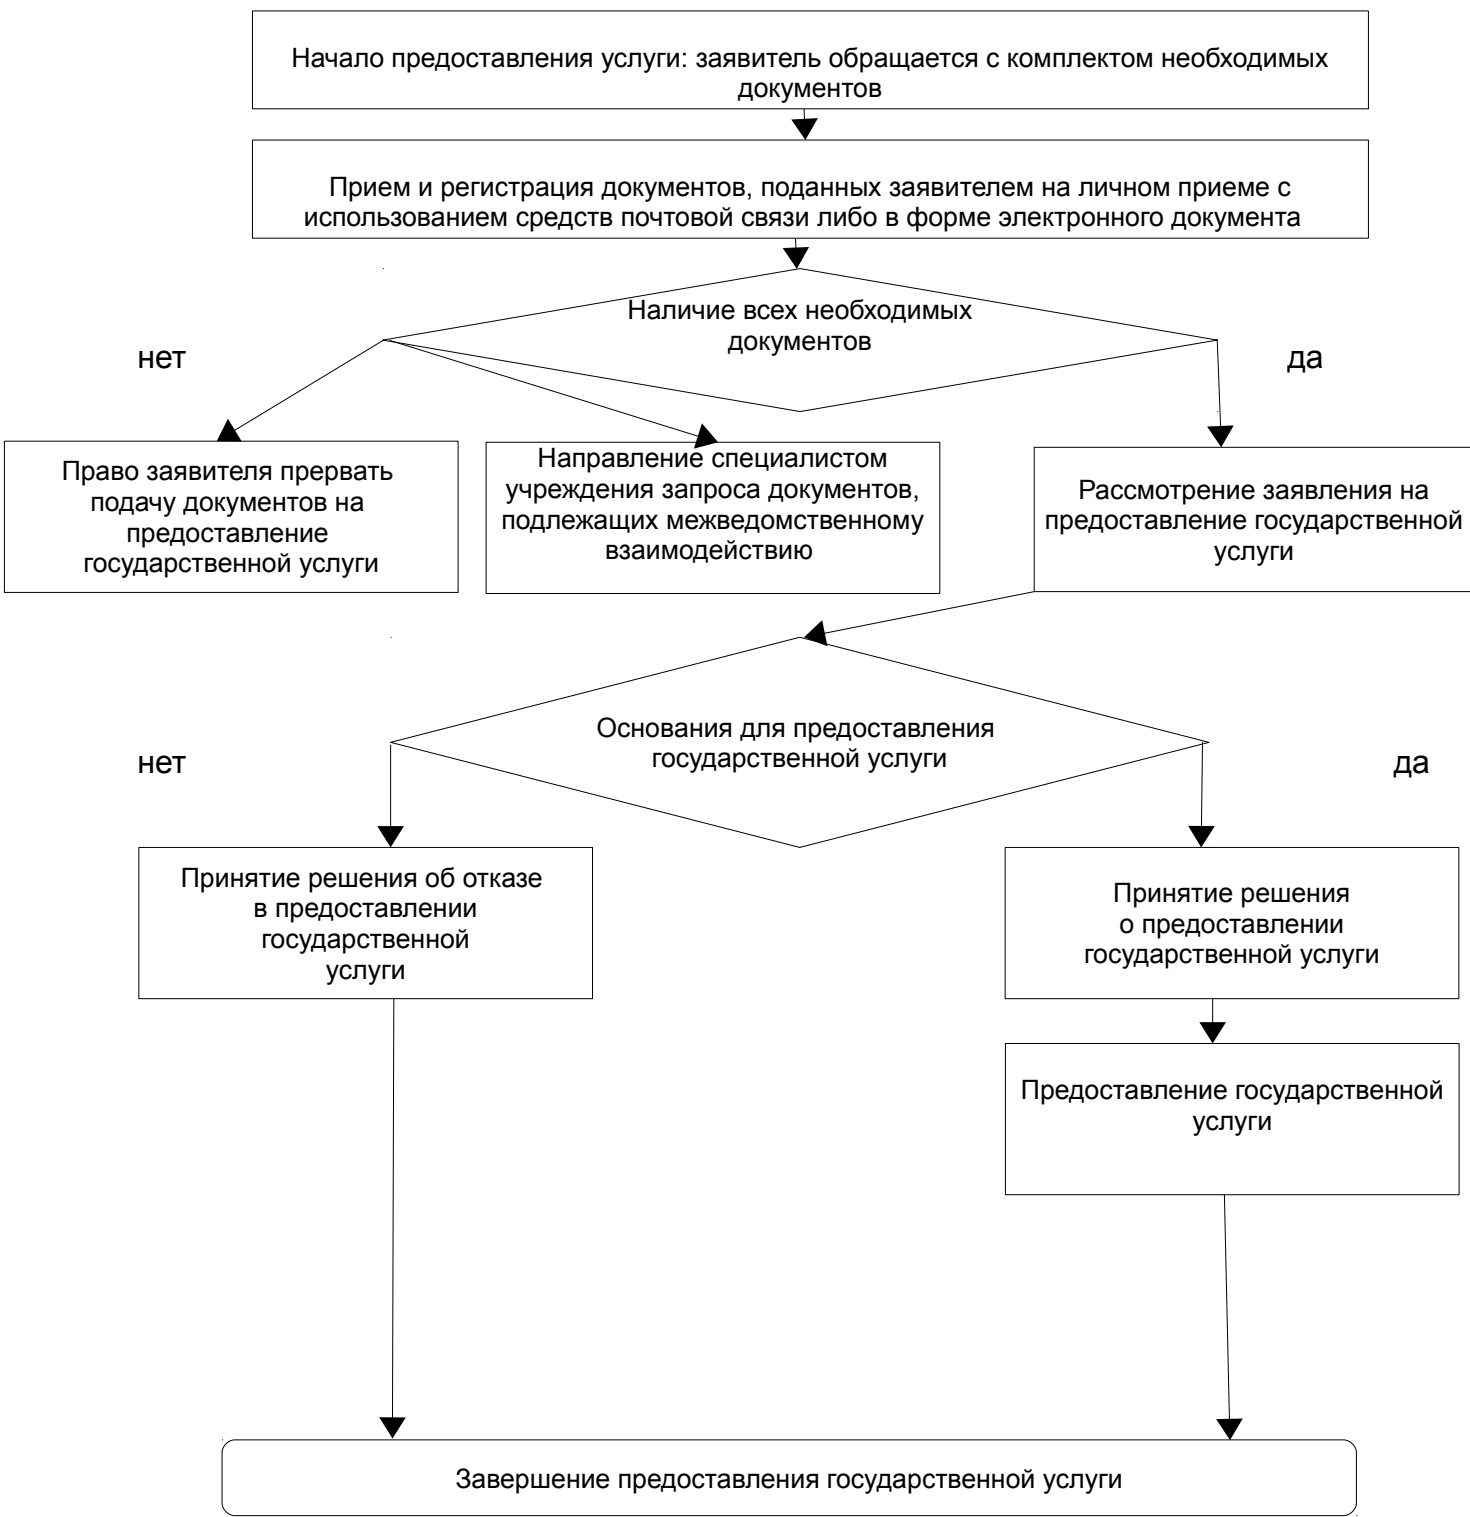 Начало предоставления услуги: заявитель обращается с комплектом необходимых
документов
Прием и регистрация документов, поданных заявителем на личном приеме с
использованием средств почтовой связи либо в форме электронного документа
Наличие всех необходимых
документов
нет
да
Право заявителя прервать
подачу документов на
предоставление
государственной услуги
Направление специалистом
учреждения запроса документов,
подлежащих межведомственному
взаимодействию
Рассмотрение заявления на
предоставление государственной
услуги
Основания для предоставления
государственной услуги
нет
да
Принятие решения об отказе
в предоставлении
государственной
услуги
Принятие решения
о предоставлении
государственной услуги
Предоставление государственной
услуги
Завершение предоставления государственной услуги